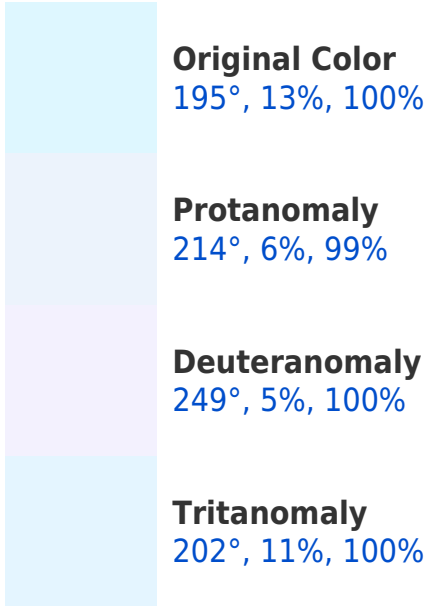 Original Color
195°, 13%, 100%
Protanomaly
214°, 6%, 99%
Deuteranomaly
249°, 5%, 100%
Tritanomaly
202°, 11%, 100%